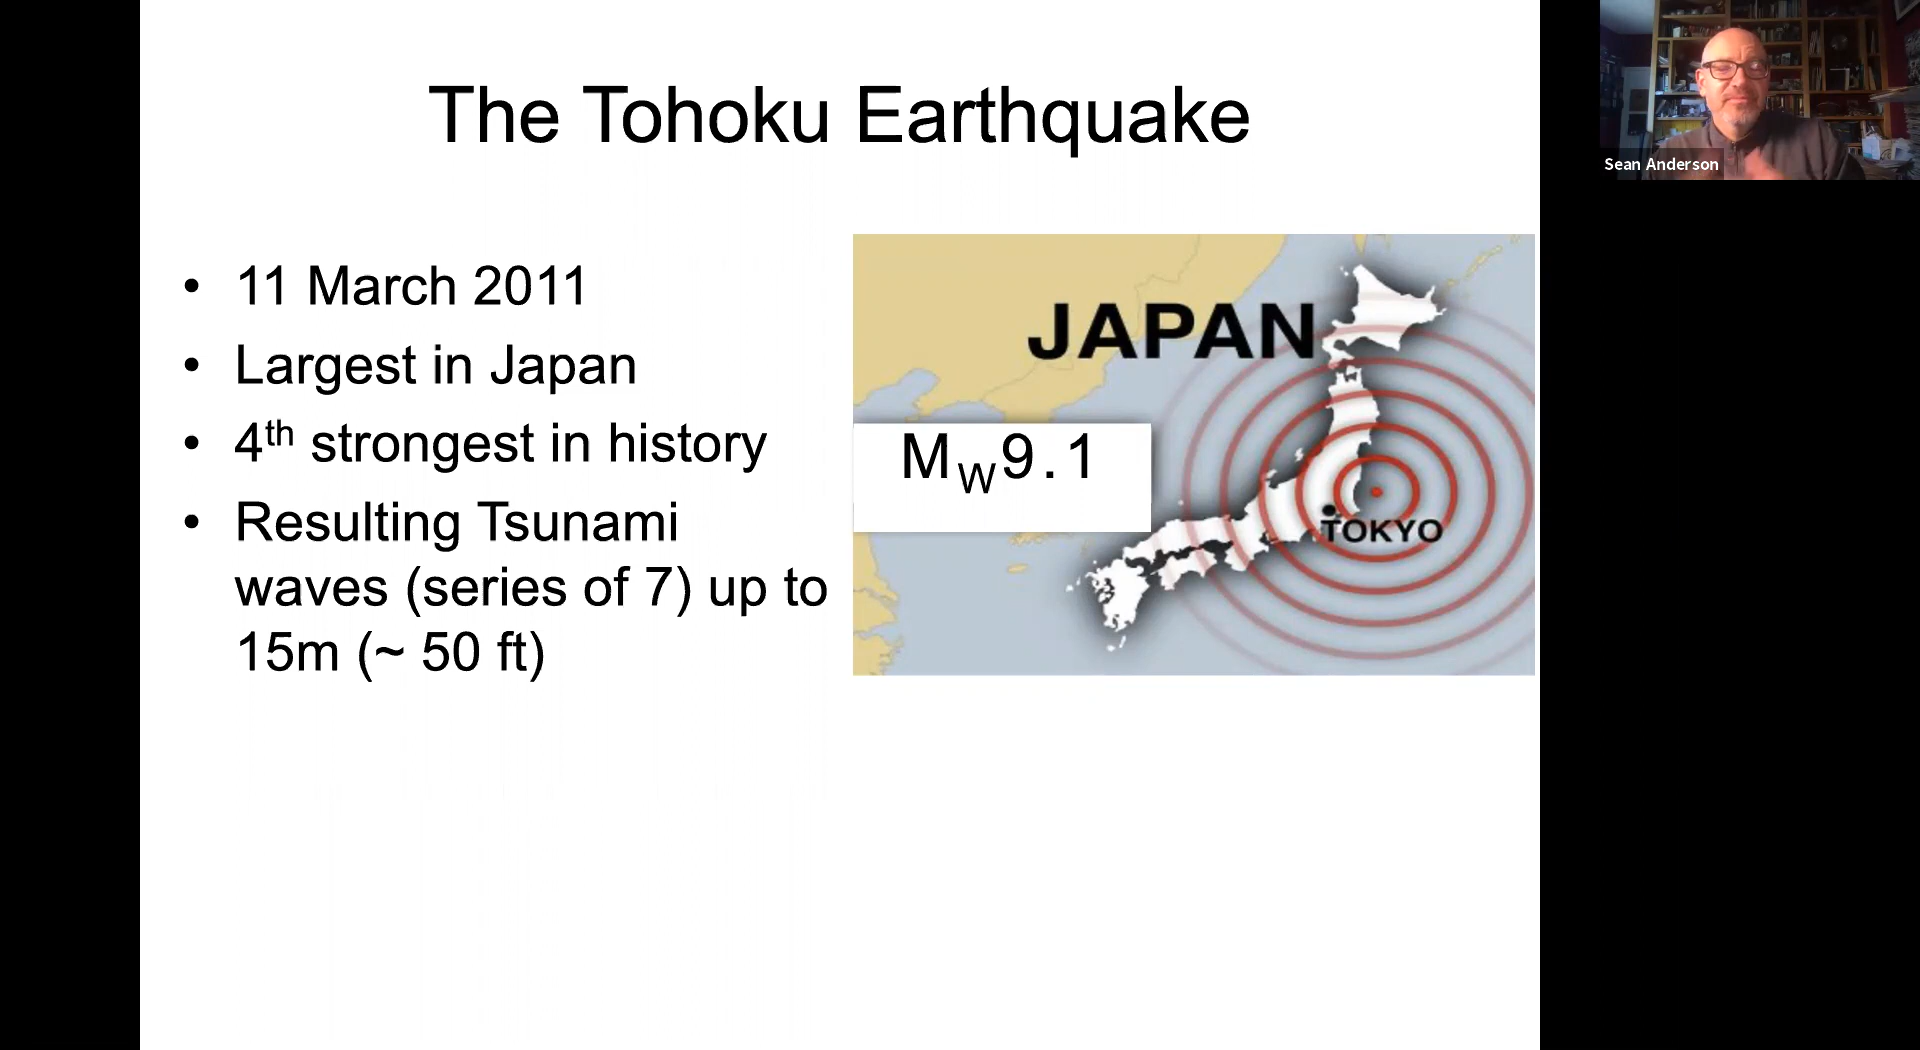 The Tohoku Earthquake
• 11 March 2011
• Largest in Japan
• 4th strongest in history
• Resulting Tsunami
waves (series of 7) up to
15m (~ 50 ft)
JAPAN
MW9.1
TOKYO
Sean Anderson